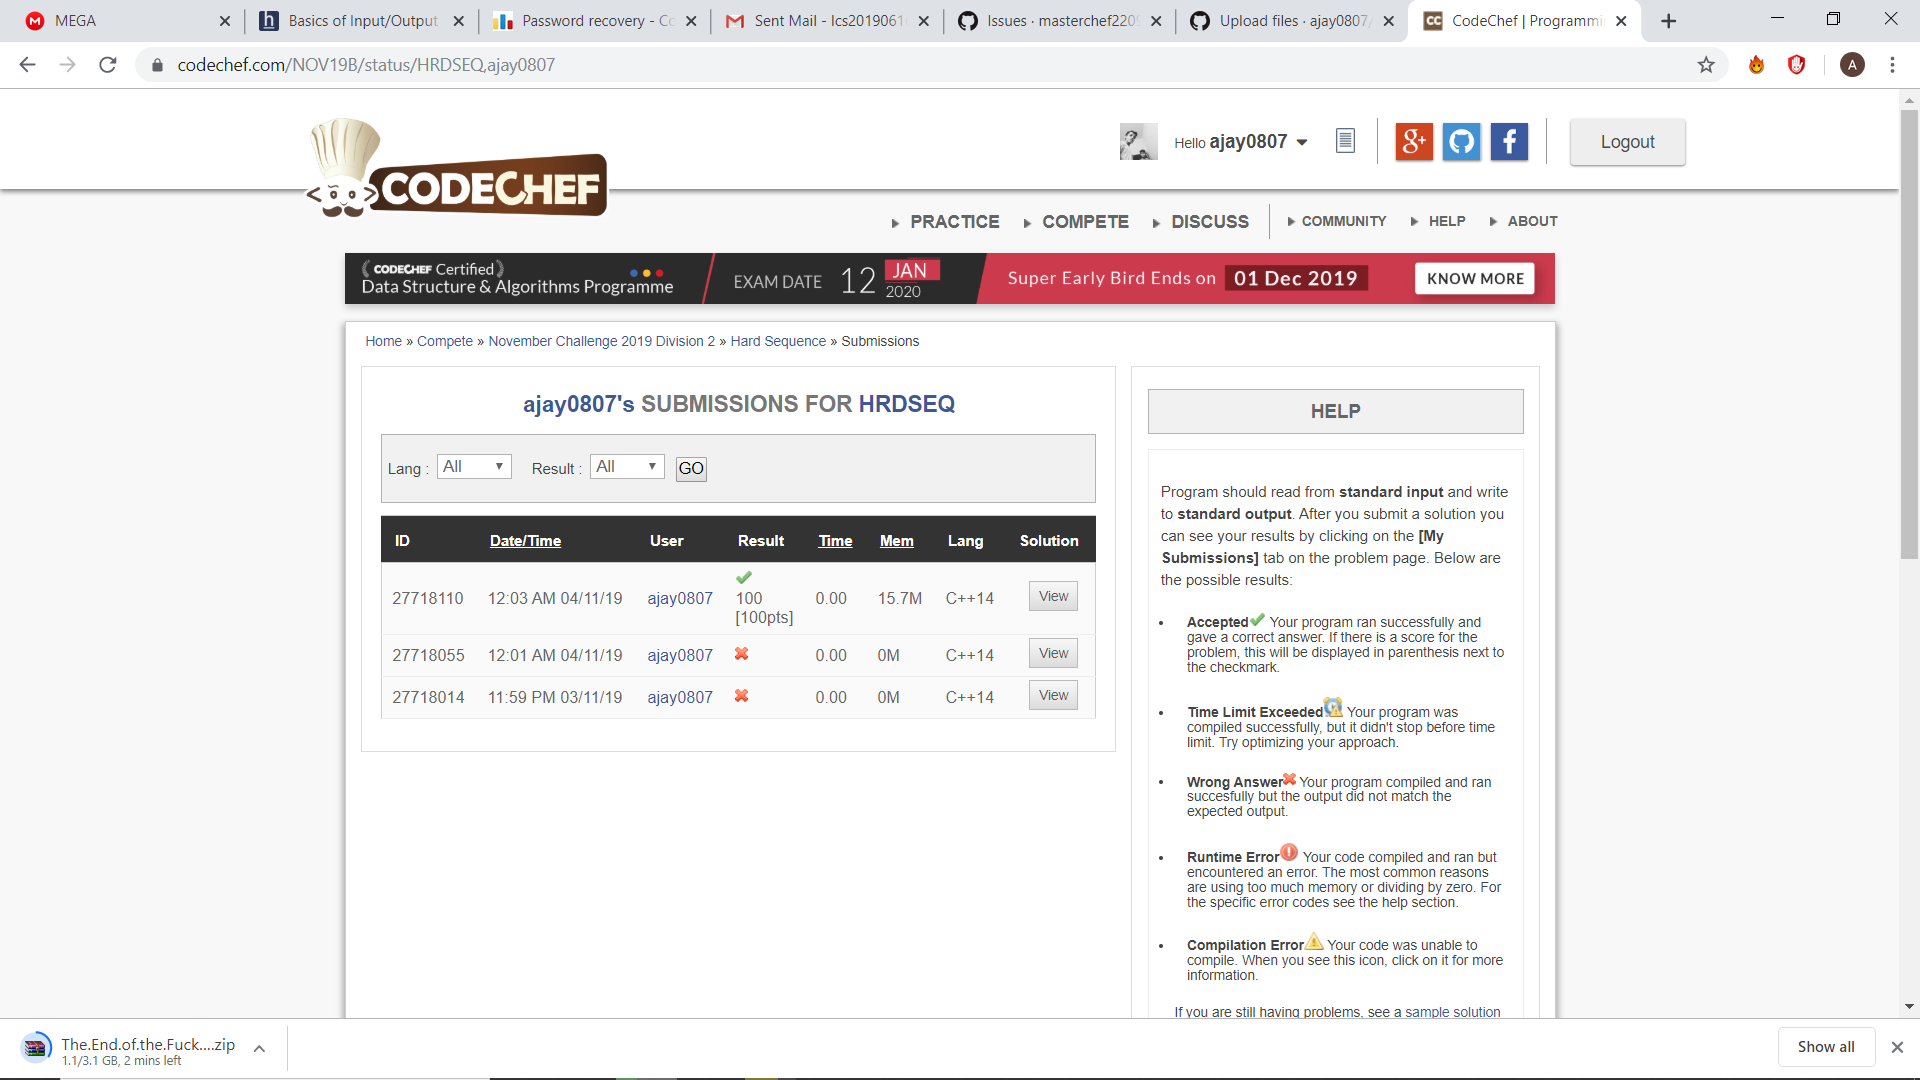 MEGA
Basics of Input/Output
Password recovery - Co
Sent Mail - lcs2019061
Issues · masterchef2209
Upload files · ajay0807/
CodeChef | Programmi
codechef.com/NOV19B/status/HRDSEQ,ajay0807
A
Hello ajay0807
g+
f
Logout
CODECHEF
PRACTICE
COMPETE
DISCUSS
COMMUNITY
HELP
ABOUT
CODECHEF Certified
Data Structure & Algorithms Programme
EXAM DATE 12 JAN 2020
Super Early Bird Ends on 01 Dec 2019
KNOW MORE
Home » Compete » November Challenge 2019 Division 2 » Hard Sequence » Submissions
ajay0807's SUBMISSIONS FOR HRDSEQ
Lang : All Result : All GO
ID Date/Time User Result Time Mem Lang Solution
27718110 12:03 AM 04/11/19 ajay0807 100 [100pts] 0.00 15.7M C++14 View
27718055 12:01 AM 04/11/19 ajay0807 0.00 0M C++14 View
27718014 11:59 PM 03/11/19 ajay0807 0.00 0M C++14 View
HELP
Program should read from standard input and write
to standard output. After you submit a solution you
can see your results by clicking on the [My
Submissions] tab on the problem page. Below are
the possible results:
Accepted Your program ran successfully and
gave a correct answer. If there is a score for the
problem, this will be displayed in parenthesis next to
the checkmark.
Time Limit Exceeded Your program was
compiled successfully, but it didn't stop before time
limit. Try optimizing your approach.
Wrong Answer Your program compiled and ran
succesfully but the output did not match the
expected output.
Runtime Error Your code compiled and ran but
encountered an error. The most common reasons
are using too much memory or dividing by zero. For
the specific error codes see the help section.
Compilation Error Your code was unable to
compile. When you see this icon, click on it for more
information.
If you are still having problems, see a sample solution
The.End.of.the.Fuck....zip
1.1/3.1 GB, 2 mins left
Show all